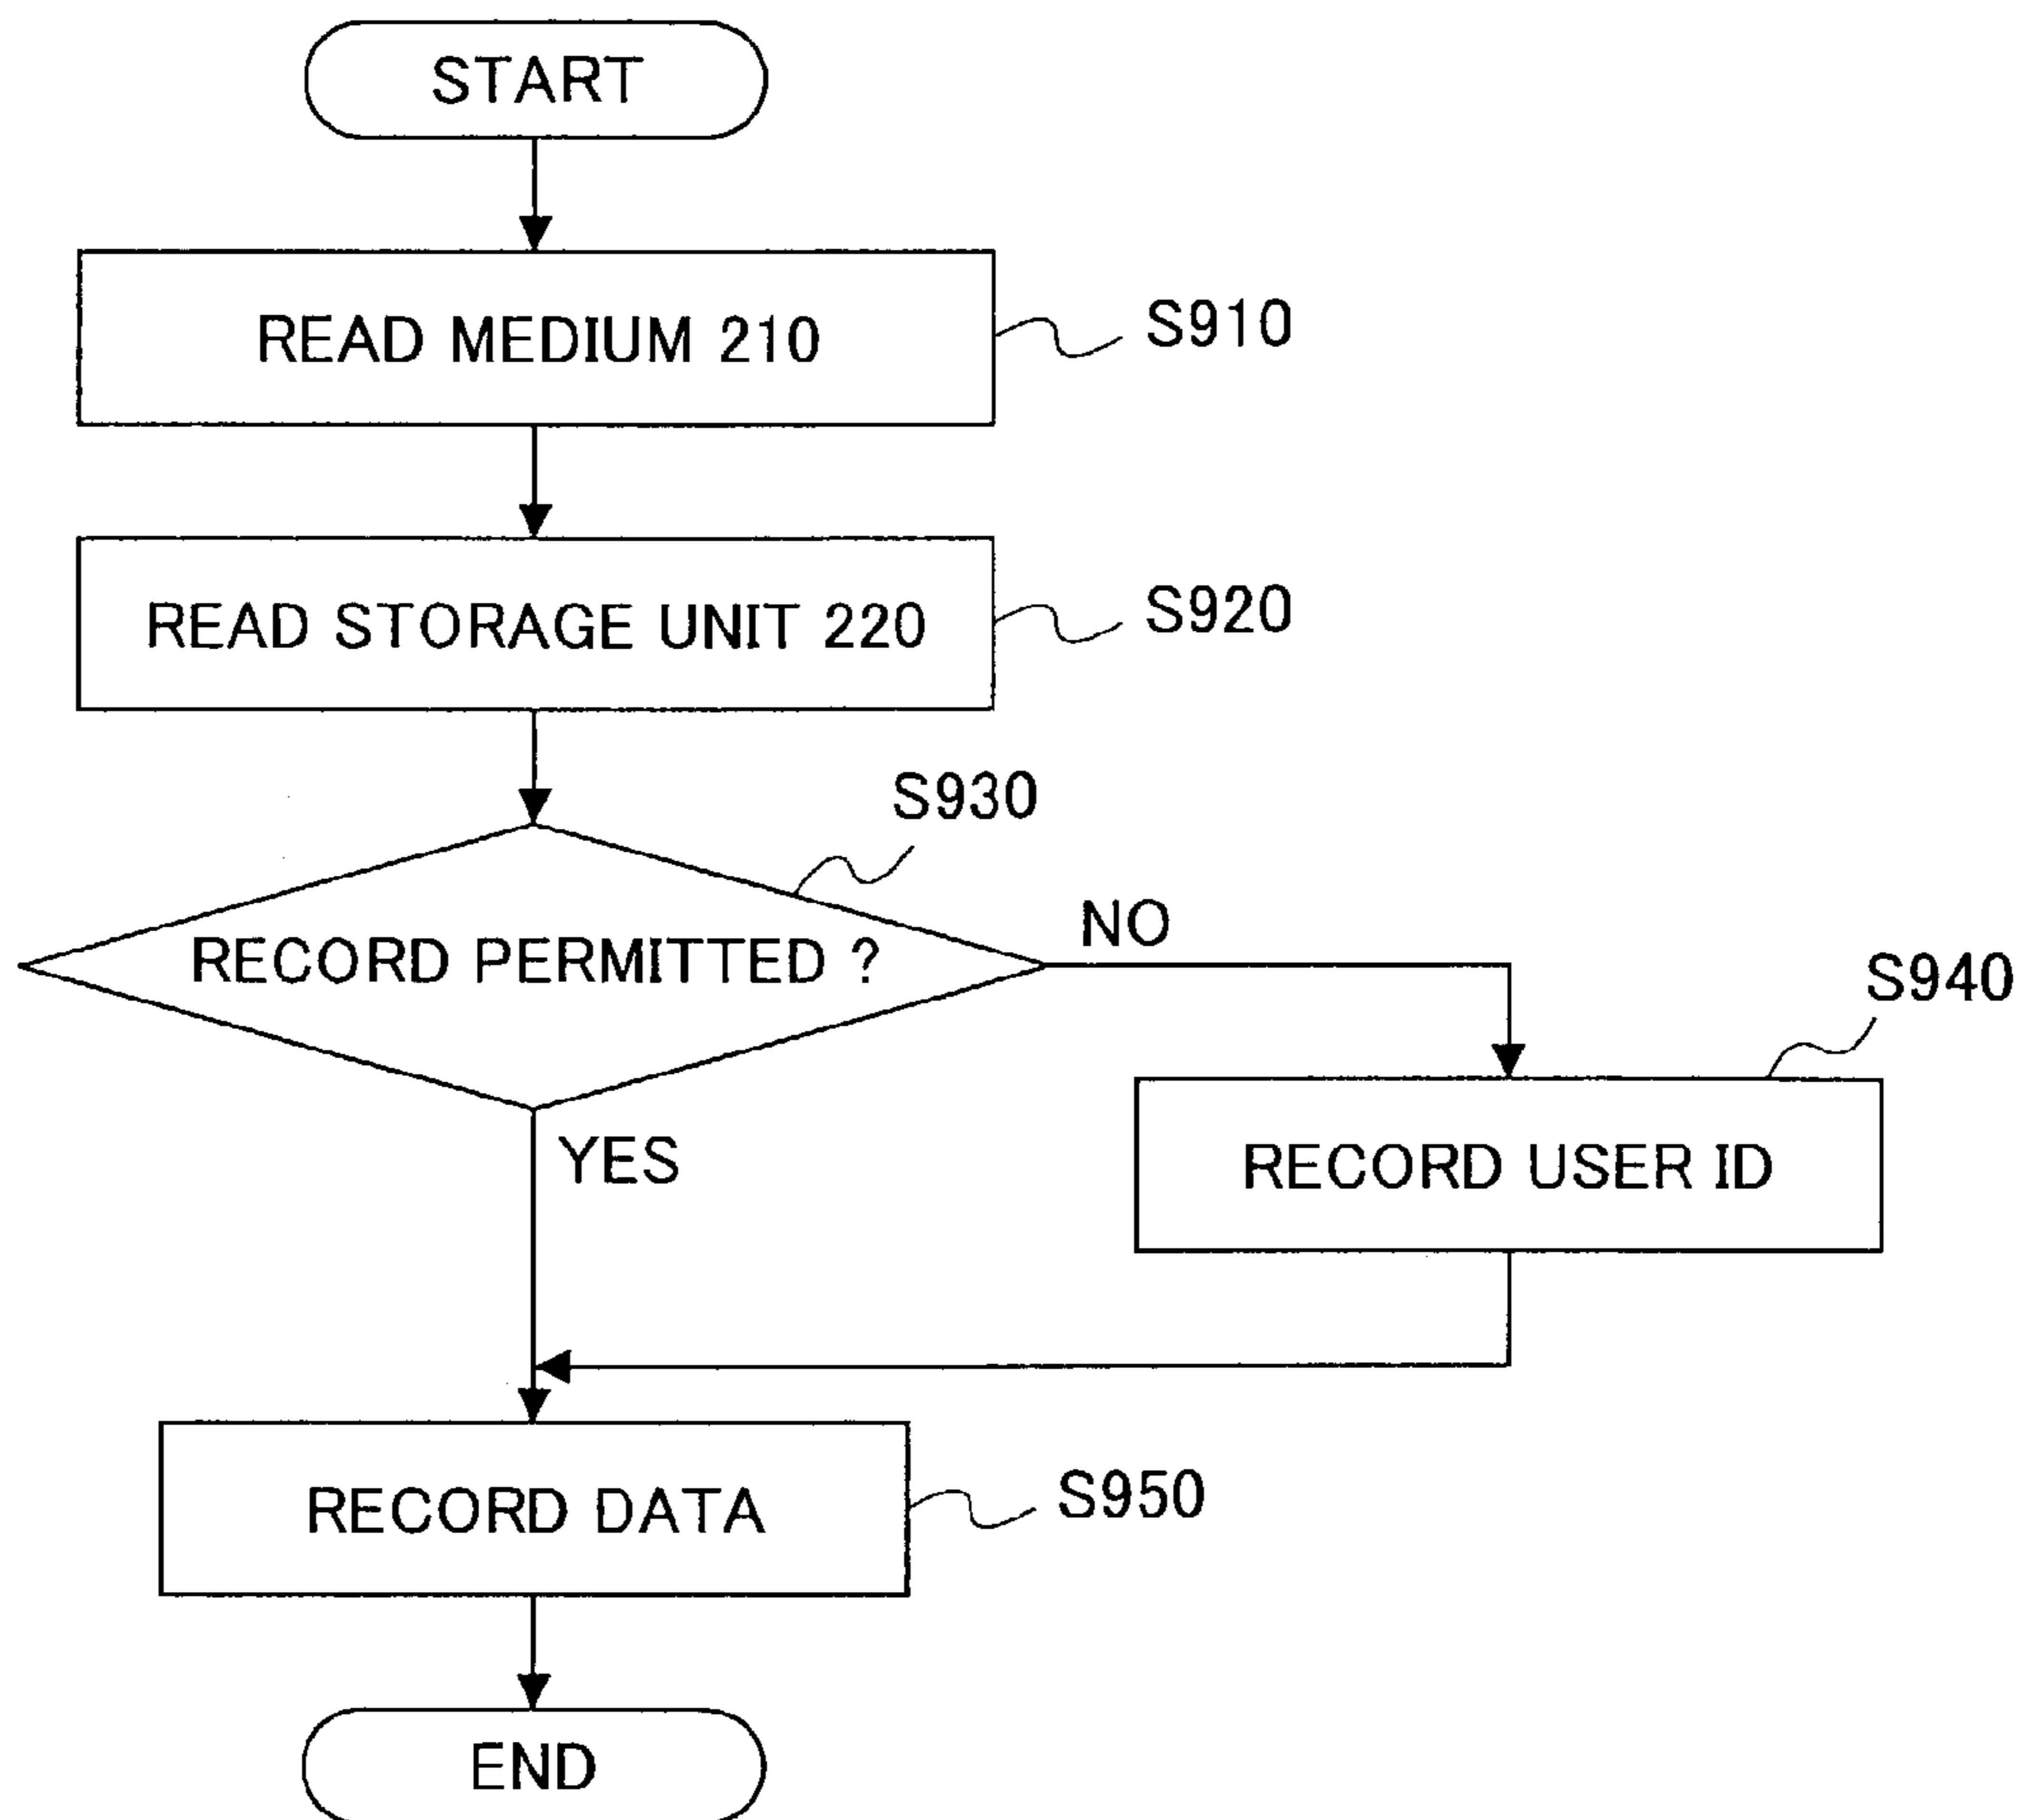 START
READ MEDIUM 210
S910
READ STORAGE UNIT 220
S920
S930
RECORD PERMITTED ?
NO
S940
YES
RECORD USER ID
RECORD DATA
S950
END